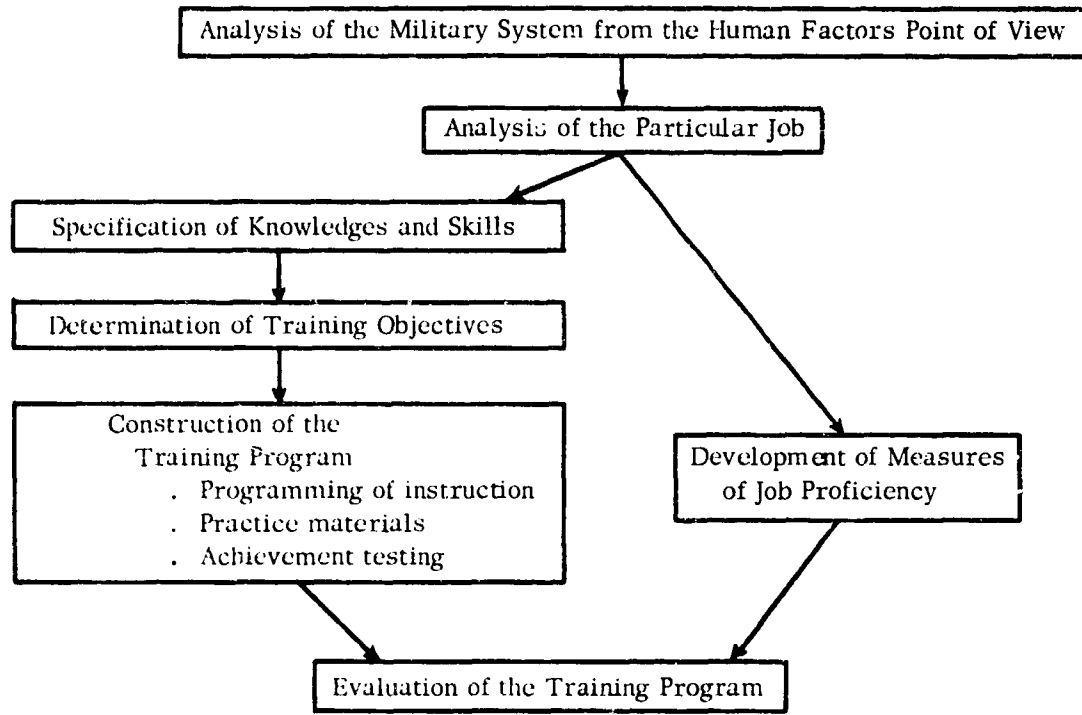 Analysis of the Military System from the Human Factors Point of View
Analysis of the Particular Job
Specification of Knowledges and Skills
Determination of Training Objectives
Construction of the
Training Program
. Programming of instruction
. Practice materials
. Achievement testing
Development of Measures
of Job Proficiency
Evaluation of the Training Program